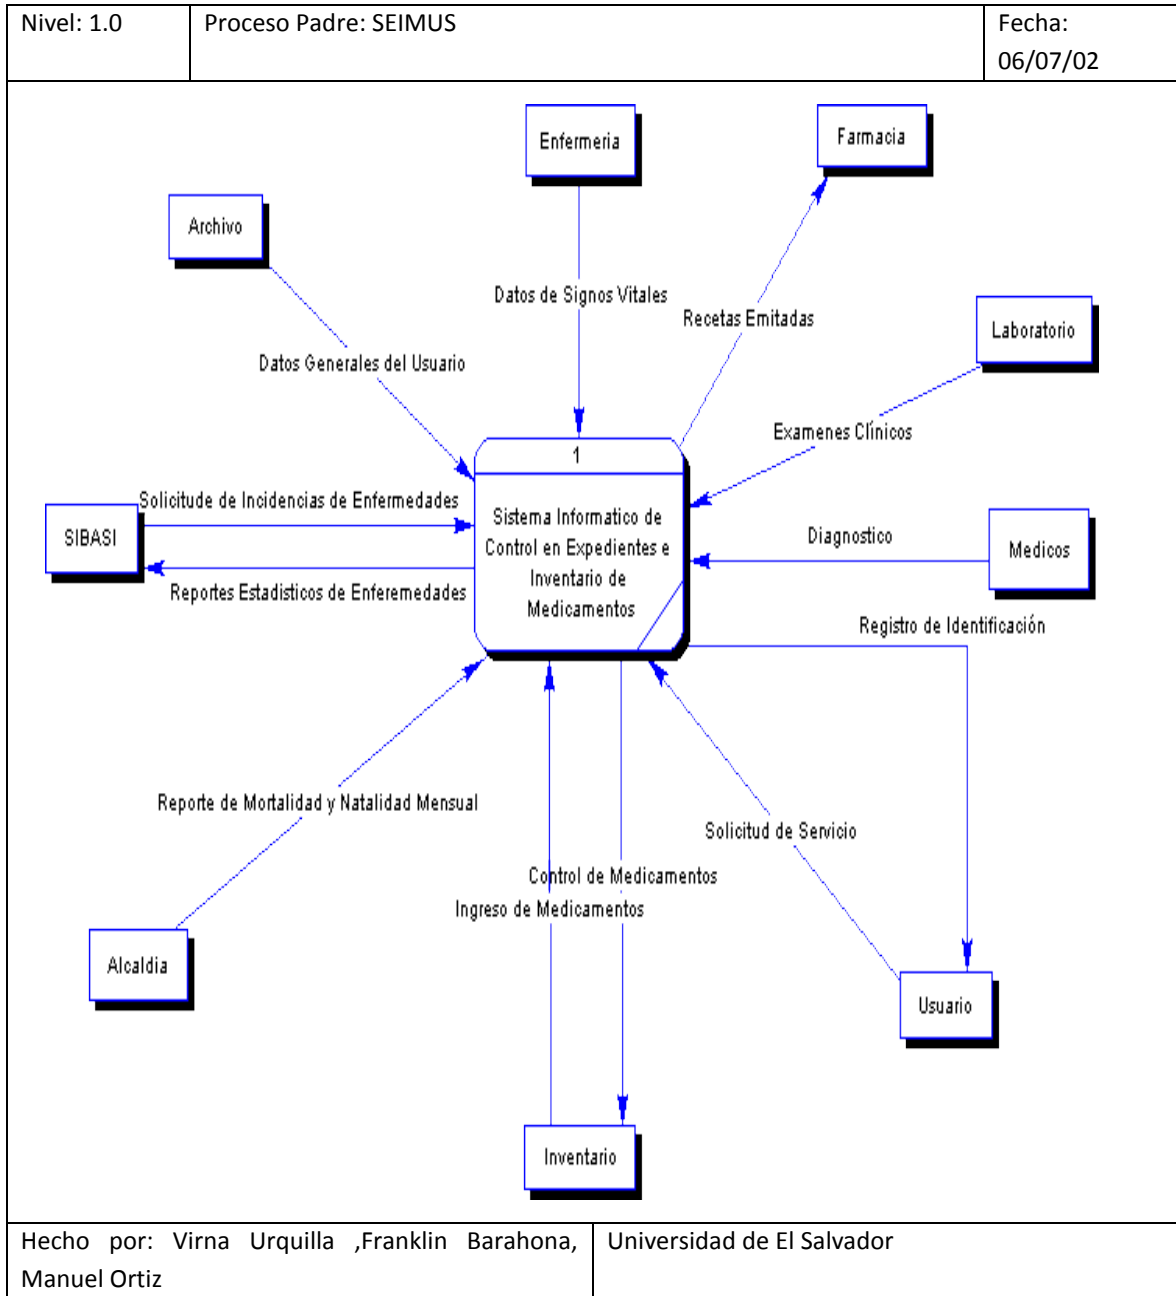 Nivel: 1.0
Proceso Padre: SEIMUS
Fecha:
06/07/02
Enfermeria
Farmacia
Archivo
Datos de Signos Vitales
Recetas Emitadas
Laboratorio
Datos Generales del Usuario
Examenes Clínicos
1
Solicitude de Incidencias de Enfermedades
SIBASI
Sistema Informatico de
Control en Expedientes e
Inventario de
Medicamentos
Diagnostico
Medicos
Reportes Estadisticos de Enferemedades
Registro de Identificación
Reporte de Mortalidad y Natalidad Mensual
Solicitud de Servicio
Control de Medicamentos
Ingreso de Medicamentos
Alcaldia
Usuario
Inventario
Hecho por: Virna Urquilla ,Franklin Barahona,
Manuel Ortiz
Universidad de El Salvador